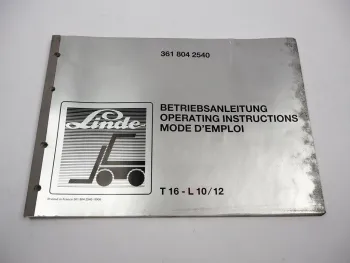 361 804 2540
BETRIEBSANLEITUNG
OPERATING INSTRUCTIONS
MODE D'EMPLOI
Linde
T 16 - L 10/12